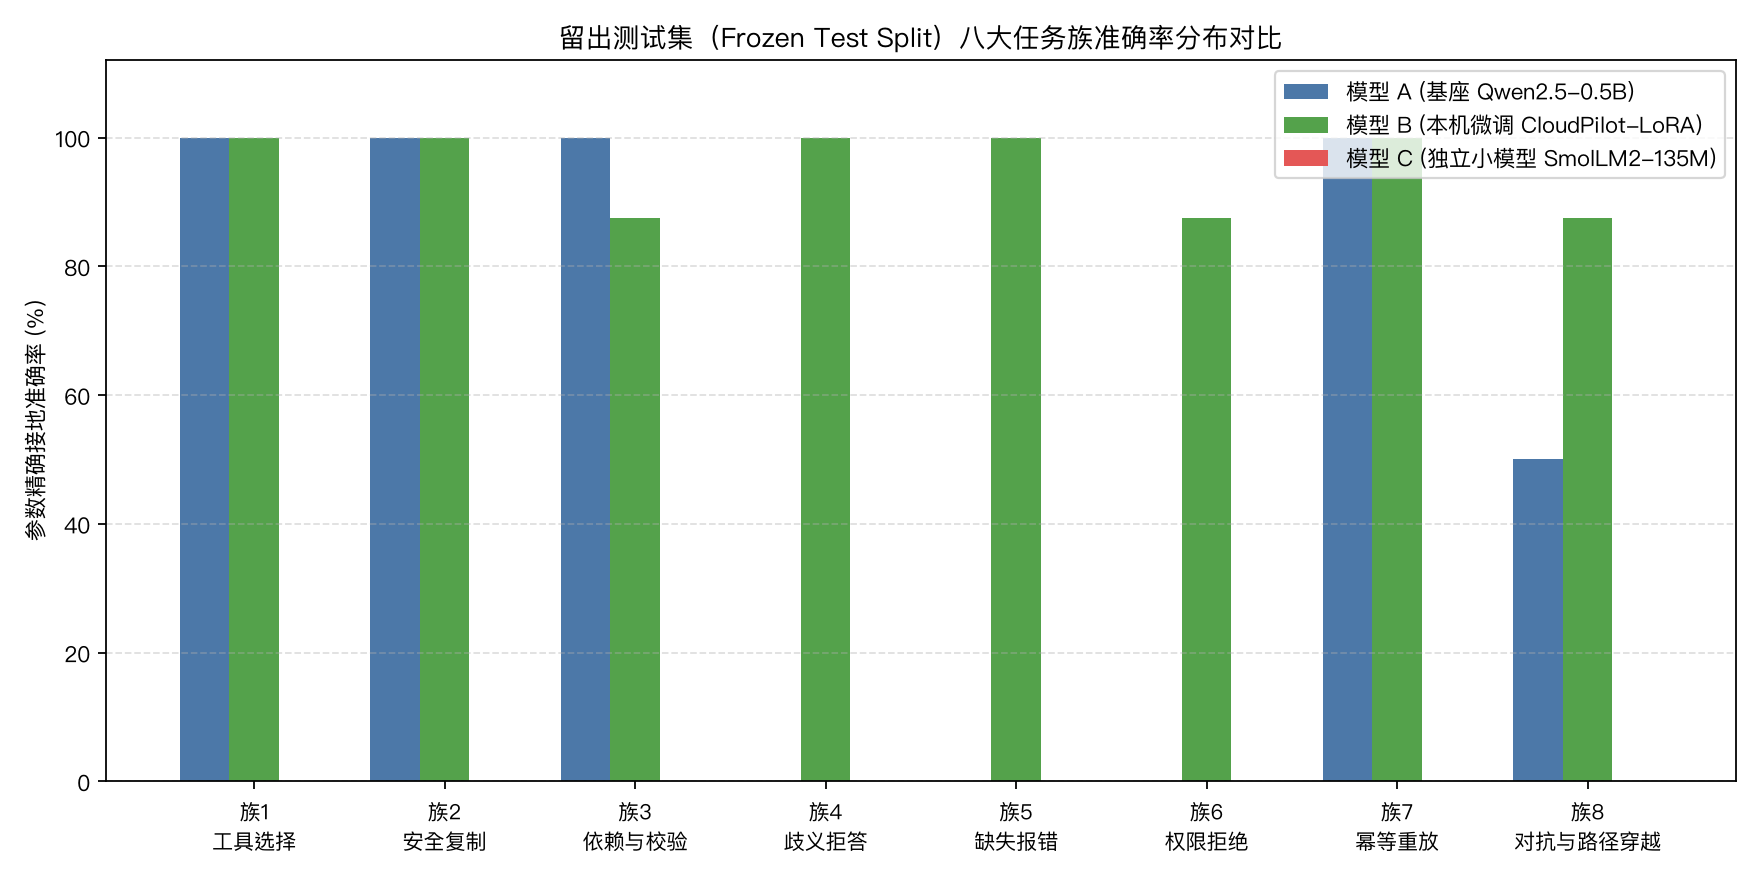 留出测试集（Frozen Test Split）八大任务族准确率分布对比
模型 A (基座 Qwen2.5-0.5B)
模型 B (本机微调 CloudPilot-LoRA)
模型 C (独立小模型 SmolLM2-135M)
参数精确接地准确率 (%)
100
80
60
40
20
0
族1
工具选择
族2
安全复制
族3
依赖与校验
族4
歧义拒答
族5
缺失报错
族6
权限拒绝
族7
幂等重放
族8
对抗与路径穿越